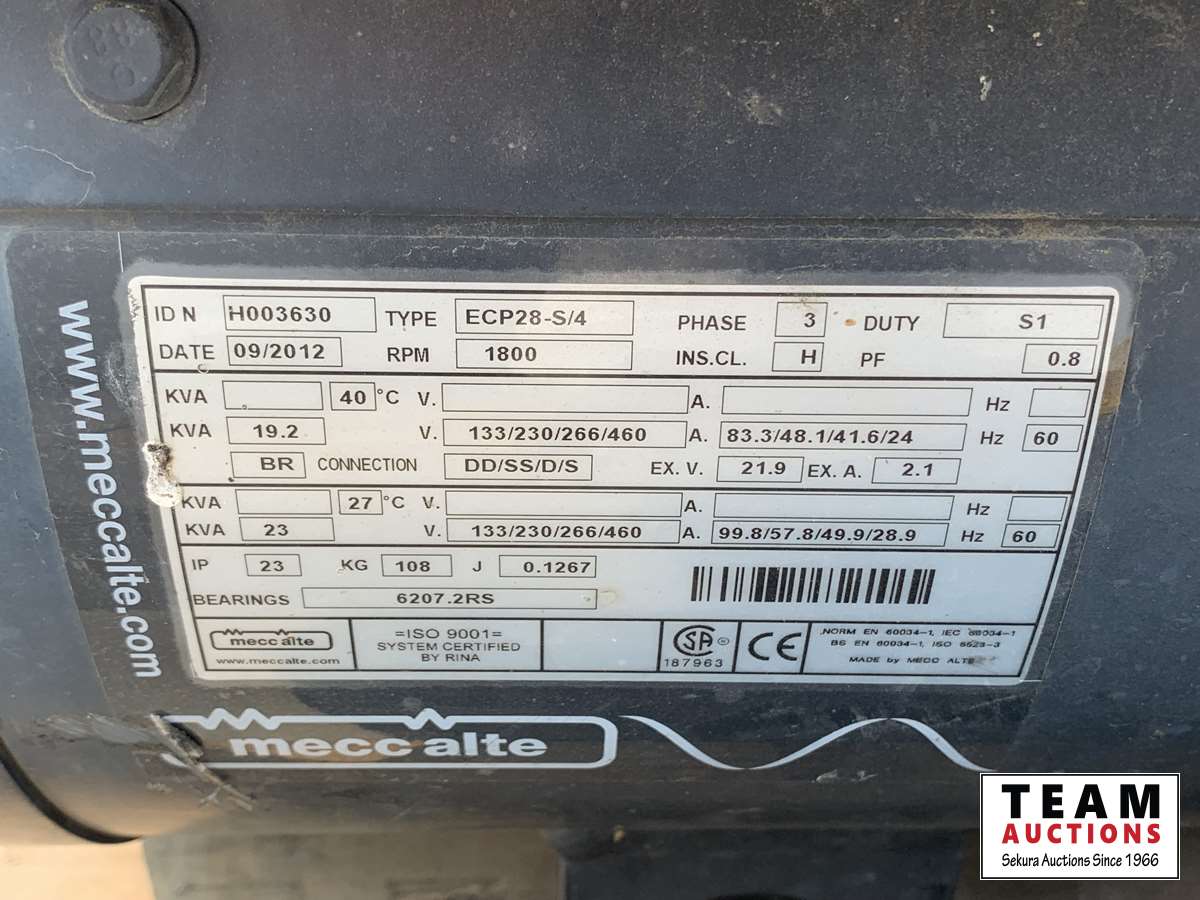 ID N H003630 TYPE ECP28-S/4 PHASE 3 DUTY S1
DATE 09/2012 RPM 1800 INS.CL. H PF 0.8
KVA 40 °C V. A. Hz
KVA 19.2 V. 133/230/266/460 A. 83.3/48.1/41.6/24 Hz 60
BR CONNECTION DD/SS/D/S EX. V. 21.9 EX. A. 2.1
KVA 27 °C V. A. Hz
KVA 23 V. 133/230/266/460 A. 99.8/57.8/49.9/28.9 Hz 60
IP 23 KG 108 J 0.1267
BEARINGS 6207.2RS
mecc alte
www.meccalte.com
=ISO 9001=
SYSTEM CERTIFIED
BY RINA
SA
187963
CE
NORM EN 60034-1, IEC 60034-1
BS EN 60034-1, ISO 8528-3
MADE by MECC ALTE
www.meccalte.com
mecc alte
TEAM
AUCTIONS
Sekura Auctions Since 1966